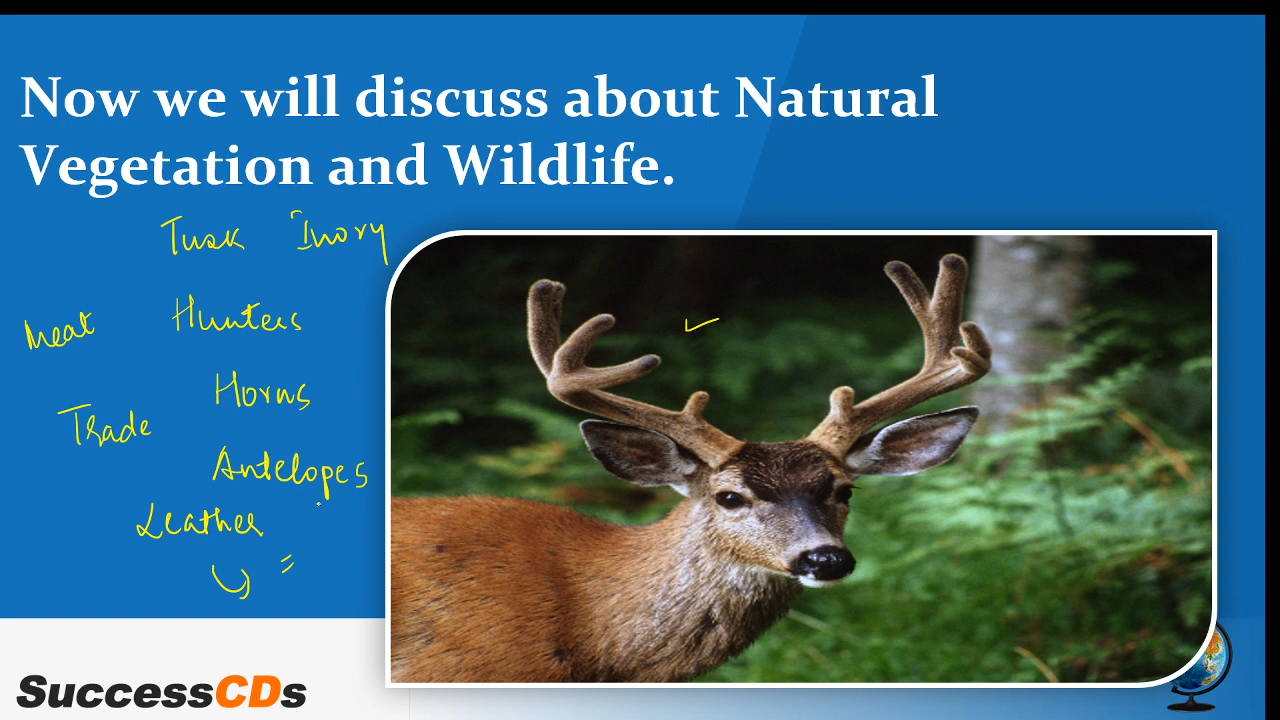 Now we will discuss about Natural
Vegetation and Wildlife.
Tusk Ivory
Meat Hunters
Horns
Trade
Antelopes
Leather
SuccessCDs